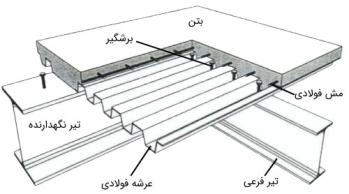 بتن
برشگیر
مش فولادی
تیر نگهدارنده
عرشه فولادی
تیر فرعی